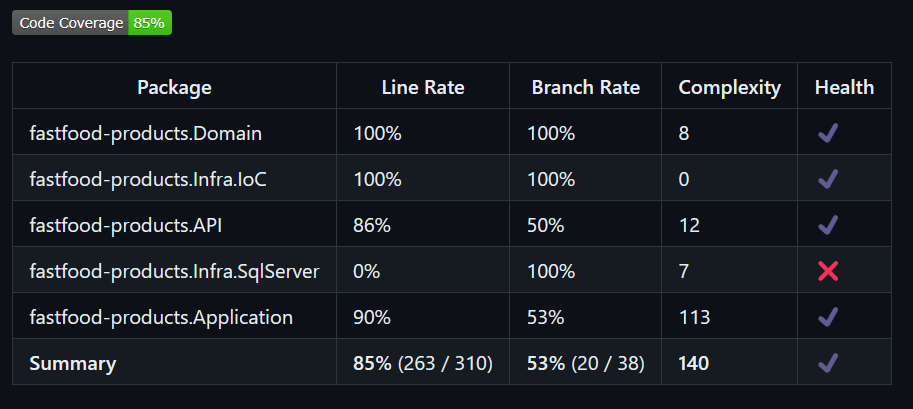 Code Coverage 85%
Package Line Rate Branch Rate Complexity Health
fastfood-products.Domain 100% 100% 8 ✔
fastfood-products.Infra.IoC 100% 100% 0 ✔
fastfood-products.API 86% 50% 12 ✔
fastfood-products.Infra.SqlServer 0% 100% 7 ❌
fastfood-products.Application 90% 53% 113 ✔
Summary 85% (263 / 310) 53% (20 / 38) 140 ✔